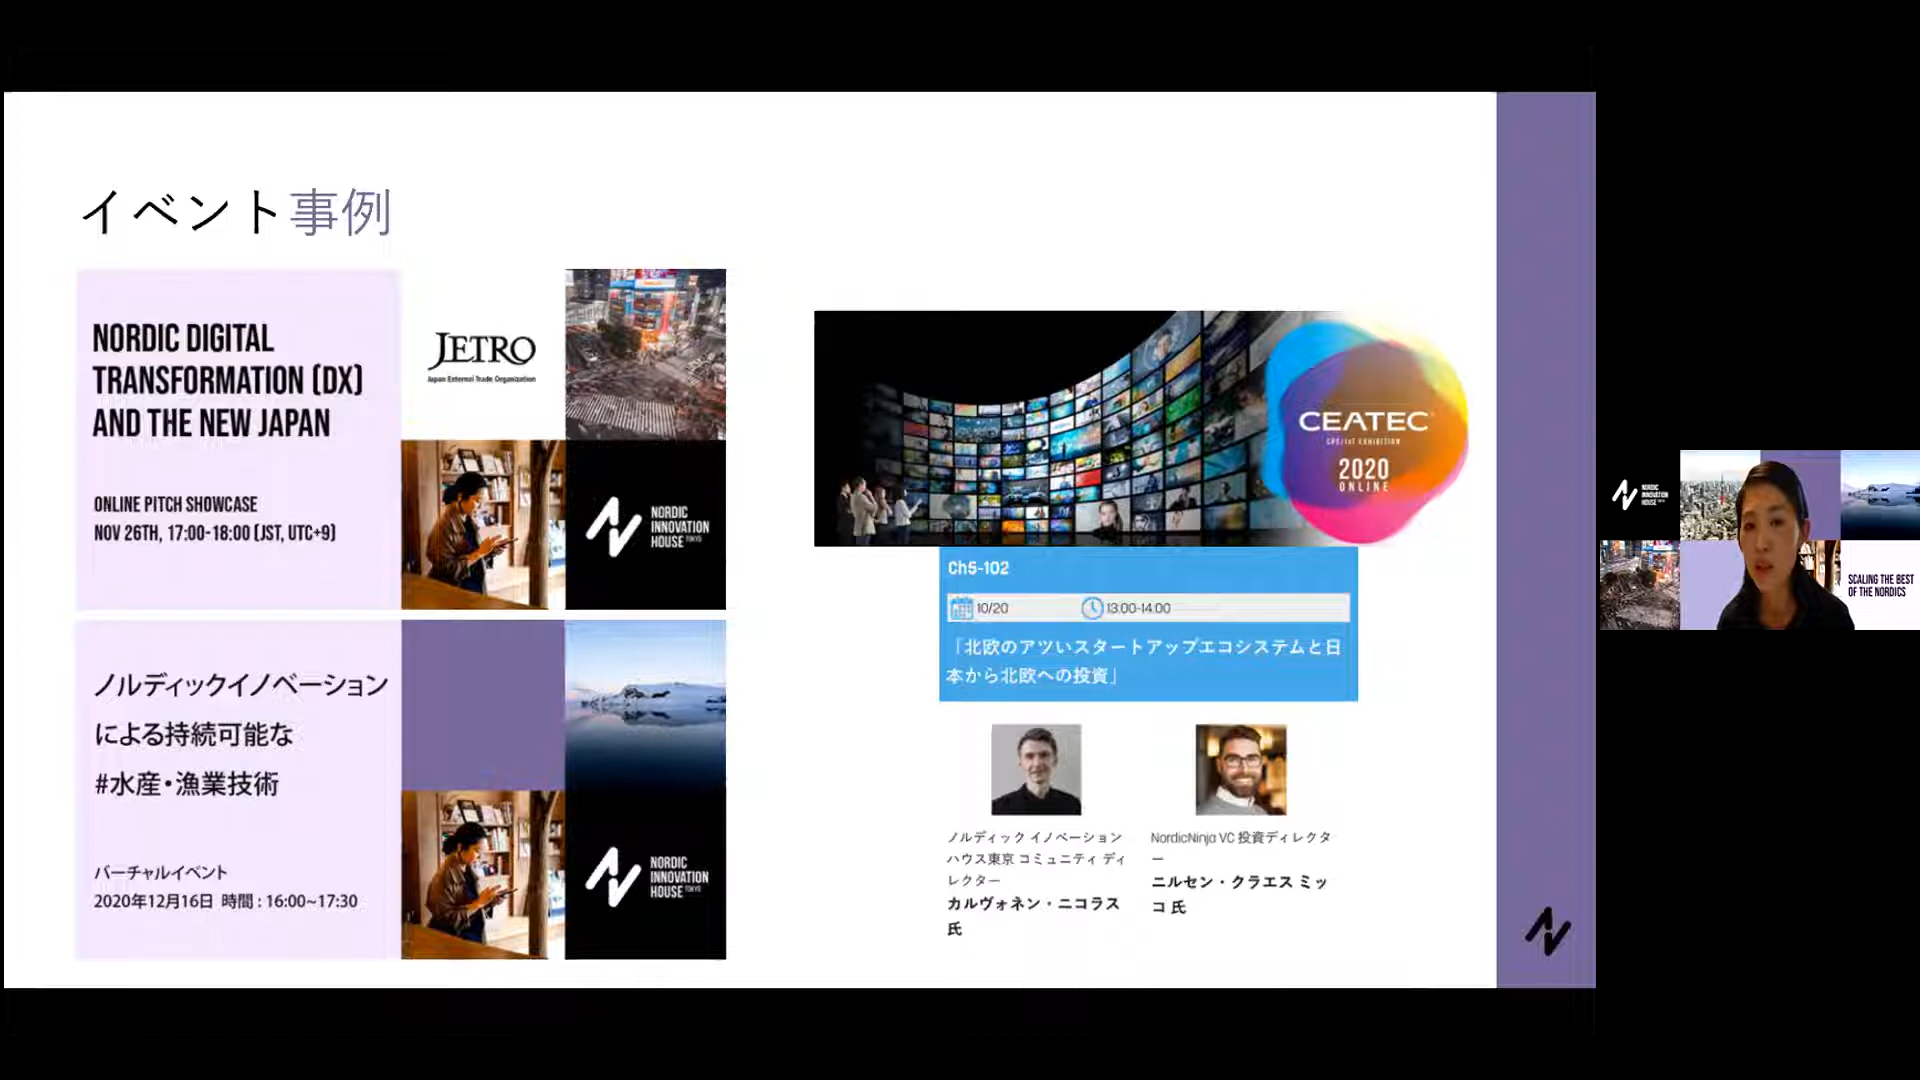 イベント事例
NORDIC DIGITAL
TRANSFORMATION (DX)
AND THE NEW JAPAN
ONLINE PITCH SHOWCASE
NOV 26TH, 17:00-18:00 (JST, UTC+9)
JETRO
Japan External Trade Organization
NORDIC
INNOVATION
HOUSE TOKYO
ノルディックイノベーション
による持続可能な
#水産・漁業技術
バーチャルイベント
2020年12月16日 時間 : 16:00~17:30
NORDIC
INNOVATION
HOUSE TOKYO
CEATEC
CPS/IoT EXHIBITION
2020
ONLINE
Ch5-102
10/20 13:00-14:00
「北欧のアツいスタートアップエコシステムと日
本から北欧への投資」
ノルディック イノベーション
ハウス東京 コミュニティ ディ
レクター
カルヴォネン・ニコラス
氏
NordicNinja VC 投資ディレクタ
ー
ニルセン・クラエス ミッ
コ 氏
NORDIC
INNOVATION
HOUSE
SCALING THE BEST
OF THE NORDICS